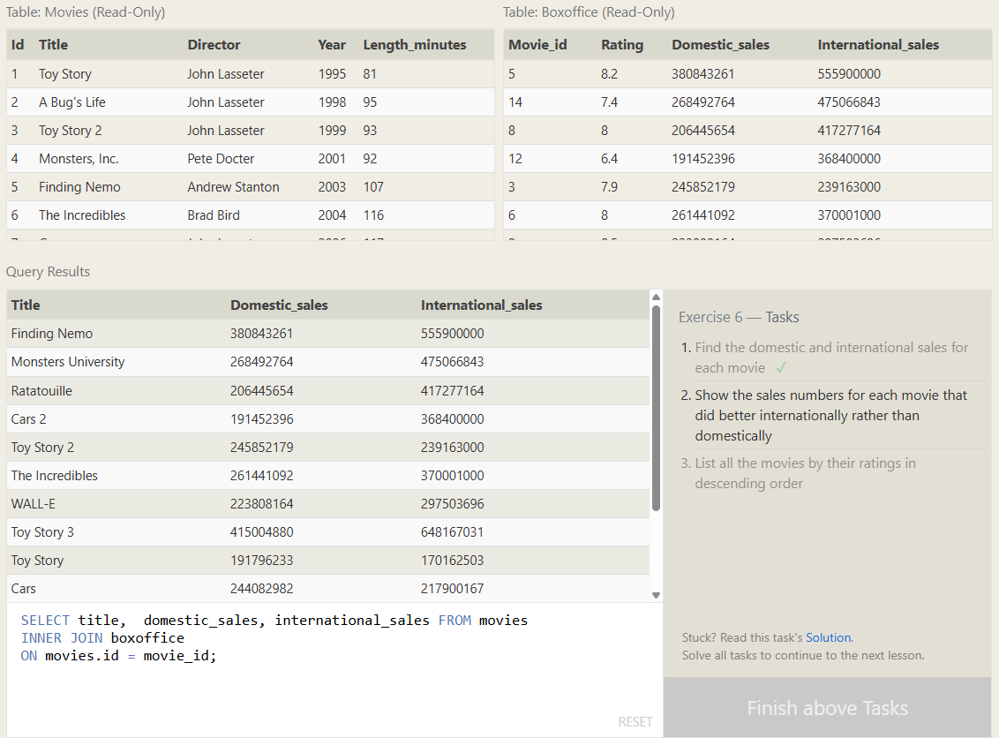 Table: Movies (Read-Only)
Id Title Director Year Length_minutes
1 Toy Story John Lasseter 1995 81
2 A Bug's Life John Lasseter 1998 95
3 Toy Story 2 John Lasseter 1999 93
4 Monsters, Inc. Pete Docter 2001 92
5 Finding Nemo Andrew Stanton 2003 107
6 The Incredibles Brad Bird 2004 116
Table: Boxoffice (Read-Only)
Movie_id Rating Domestic_sales International_sales
5 8.2 380843261 555900000
14 7.4 268492764 475066843
8 8 206445654 417277164
12 6.4 191452396 368400000
3 7.9 245852179 239163000
6 8 261441092 370001000
Query Results
Title Domestic_sales International_sales
Finding Nemo 380843261 555900000
Monsters University 268492764 475066843
Ratatouille 206445654 417277164
Cars 2 191452396 368400000
Toy Story 2 245852179 239163000
The Incredibles 261441092 370001000
WALL-E 223808164 297503696
Toy Story 3 415004880 648167031
Toy Story 191796233 170162503
Cars 244082982 217900167
SELECT title,  domestic_sales, international_sales FROM movies
INNER JOIN boxoffice
ON movies.id = movie_id;
RESET
Exercise 6 — Tasks
1. Find the domestic and international sales for
each movie ✓
2. Show the sales numbers for each movie that
did better internationally rather than
domestically
3. List all the movies by their ratings in
descending order
Stuck? Read this task's Solution.
Solve all tasks to continue to the next lesson.
Finish above Tasks